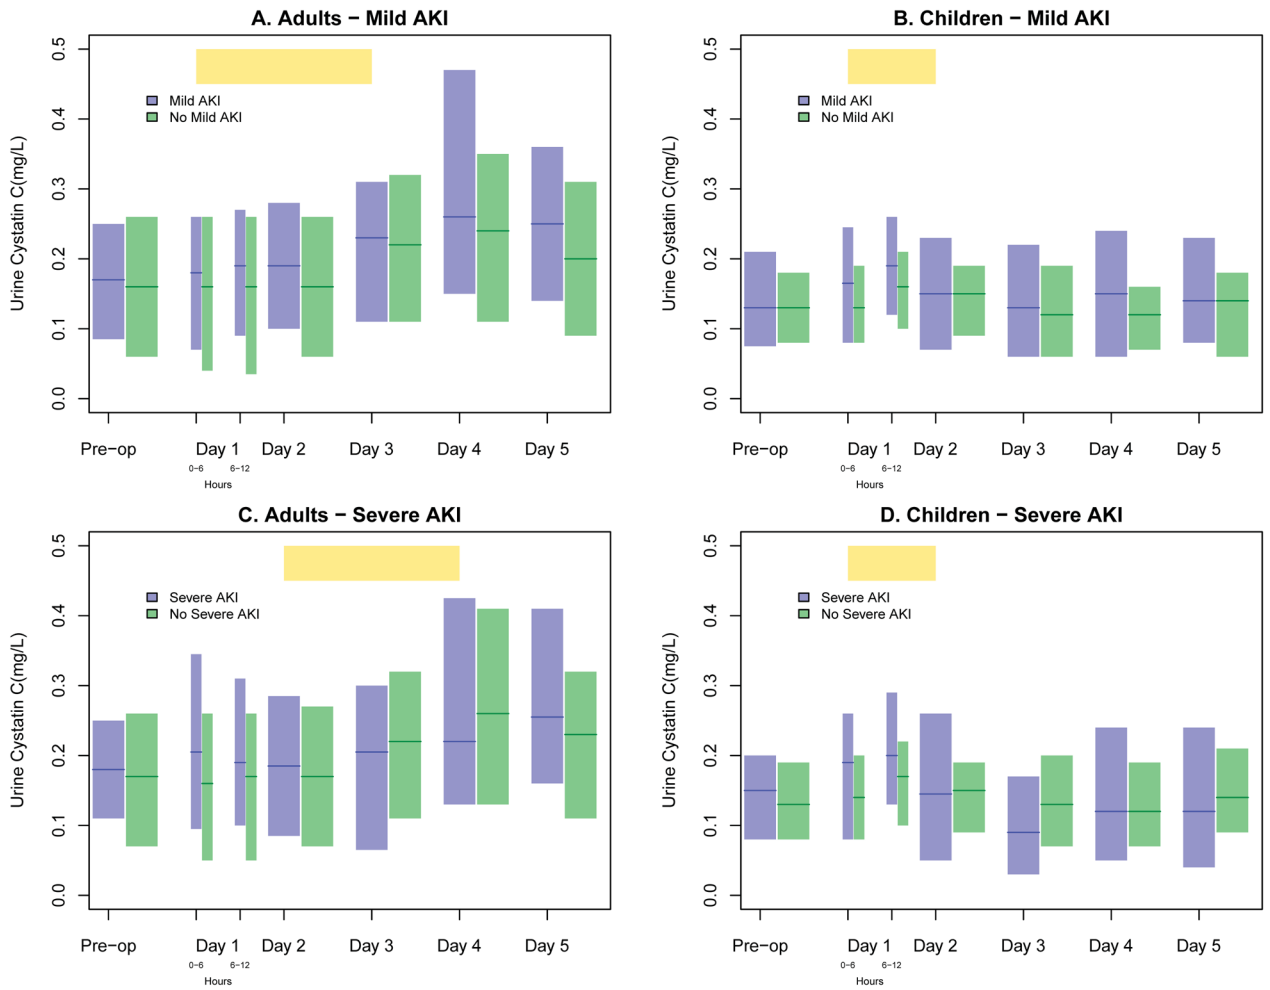 A. Adults − Mild AKI
Urine Cystatin C(mg/L)
0.5
0.4
0.3
0.2
0.1
0.0
Mild AKI
No Mild AKI
Pre−op Day 1 Day 2 Day 3 Day 4 Day 5
0−6 6−12
Hours
B. Children − Mild AKI
Urine Cystatin C(mg/L)
0.5
0.4
0.3
0.2
0.1
0.0
Mild AKI
No Mild AKI
Pre−op Day 1 Day 2 Day 3 Day 4 Day 5
0−6 6−12
Hours
C. Adults − Severe AKI
Urine Cystatin C(mg/L)
0.5
0.4
0.3
0.2
0.1
0.0
Severe AKI
No Severe AKI
Pre−op Day 1 Day 2 Day 3 Day 4 Day 5
0−6 6−12
Hours
D. Children − Severe AKI
Urine Cystatin C(mg/L)
0.5
0.4
0.3
0.2
0.1
0.0
Severe AKI
No Severe AKI
Pre−op Day 1 Day 2 Day 3 Day 4 Day 5
0−6 6−12
Hours